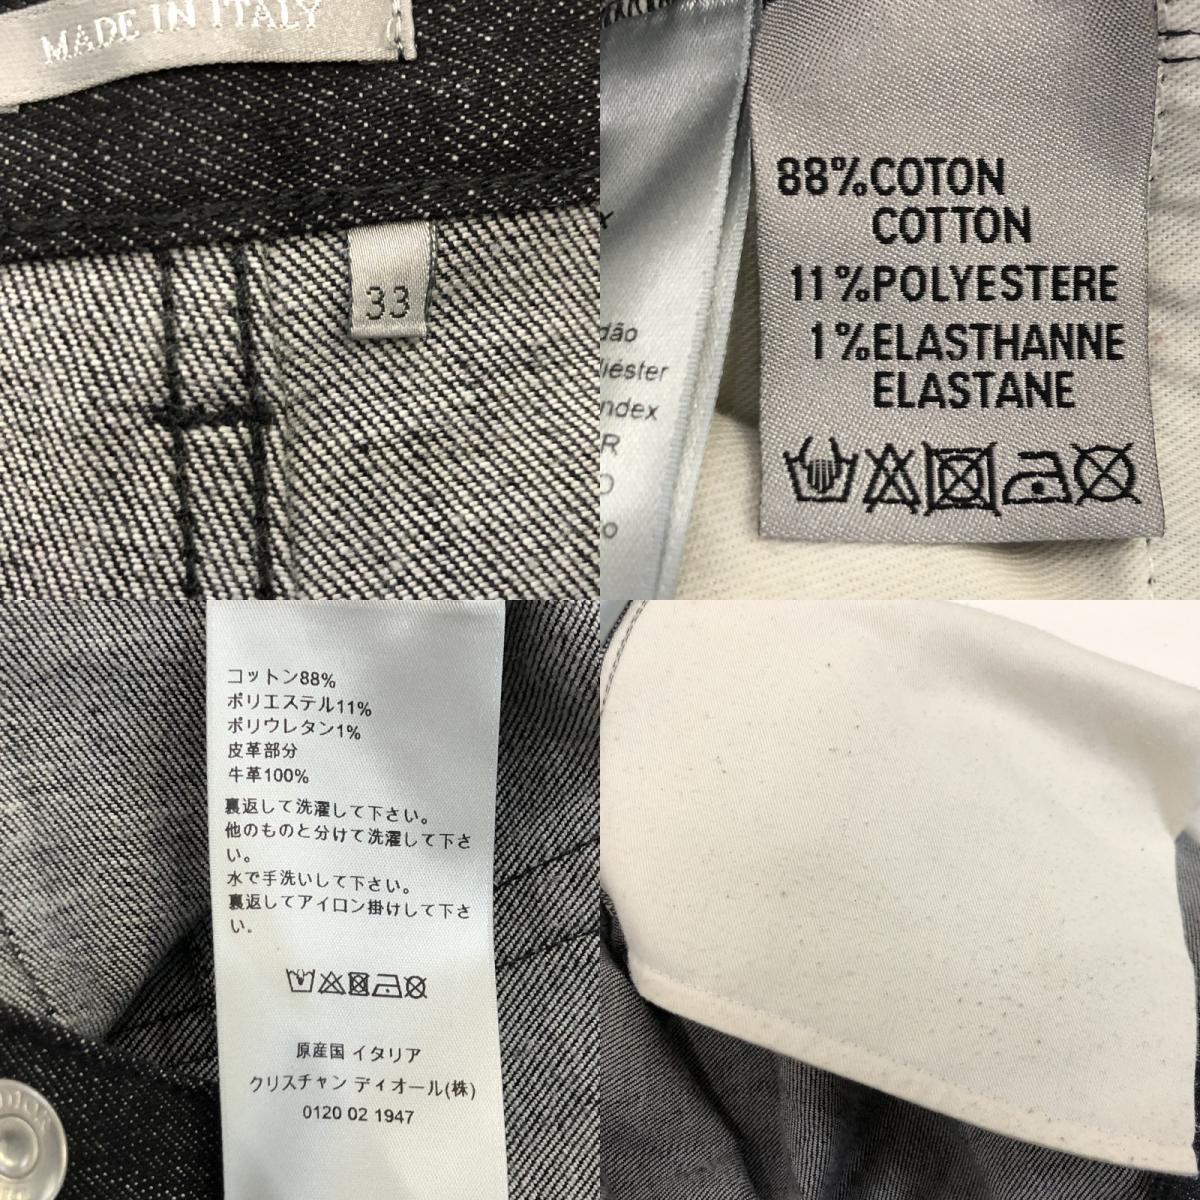 MADE IN ITALY
33
88%COTON
COTTON
11%POLYESTERE
1%ELASTHANNE
ELASTANE
dão
liéster
ndex
R
O
o
コットン88%
ポリエステル11%
ポリウレタン1%
皮革部分
牛革100%
裏返して洗濯して下さい。
他のものと分けて洗濯して下さ
い。
水で手洗いして下さい。
裏返してアイロン掛けして下さ
い.
原産国 イタリア
クリスチャン ディオール(株)
0120 02 1947